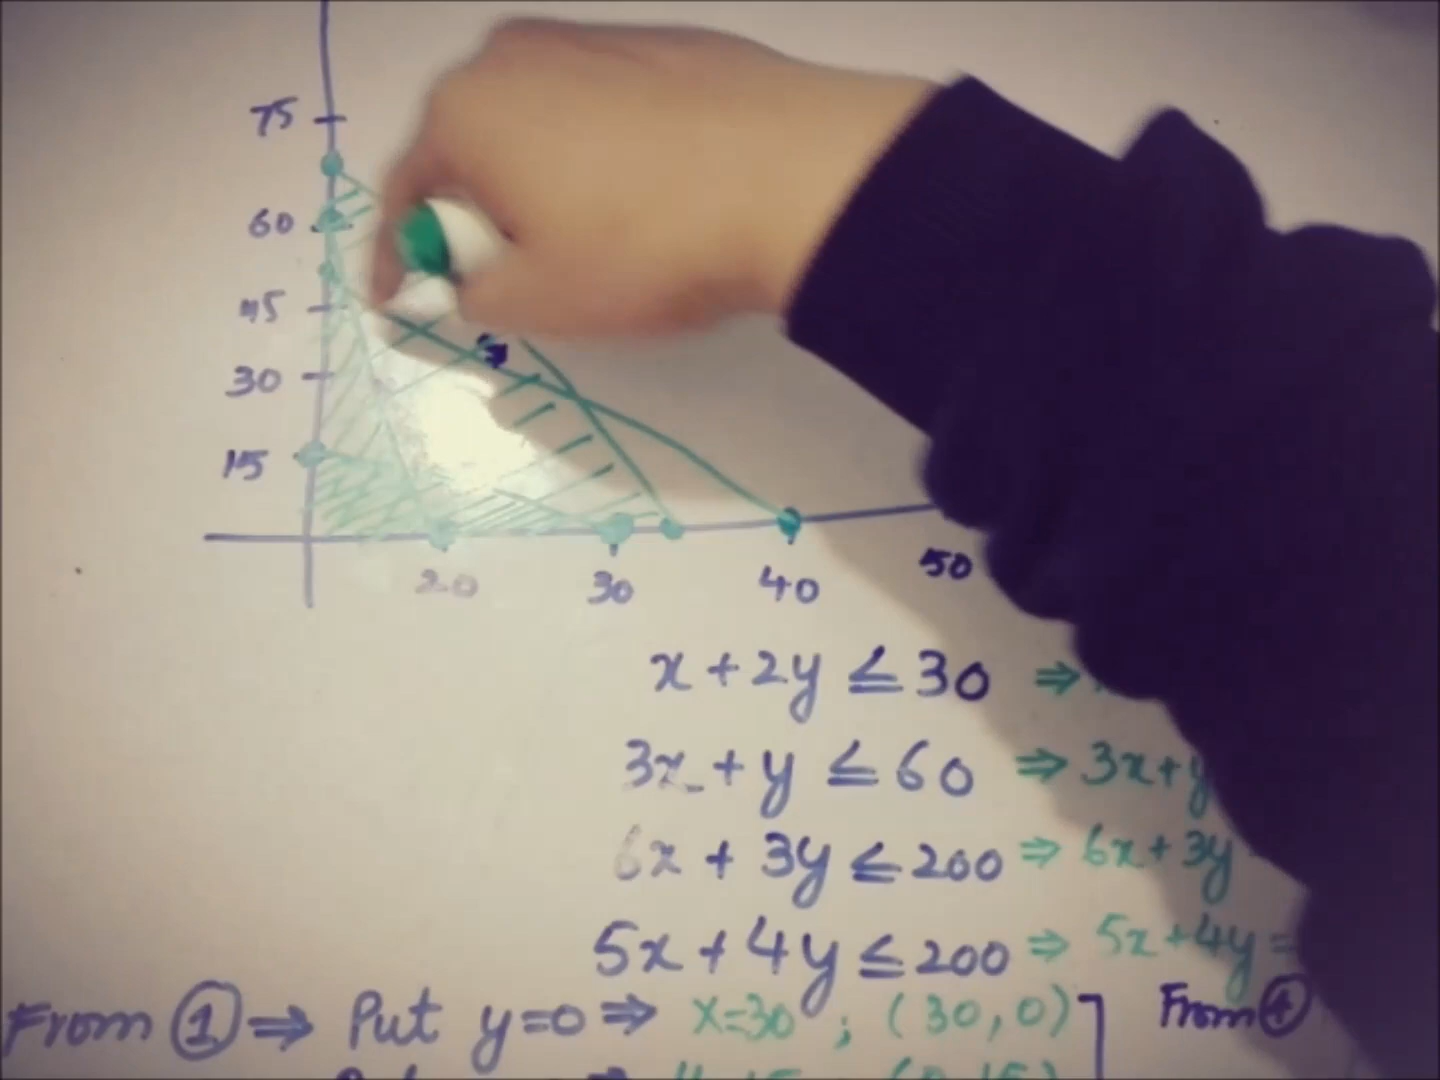 75
60
45
30
15
20 30 40 50
x + 2y ≤ 30 ⇒
3x + y ≤ 60 ⇒ 3x + y
6x + 3y ≤ 200 ⇒ 6x + 3y
5x + 4y ≤ 200 ⇒ 5x + 4y =
From ① ⇒ Put y=0 ⇒ x=30 ; (30,0) From ④